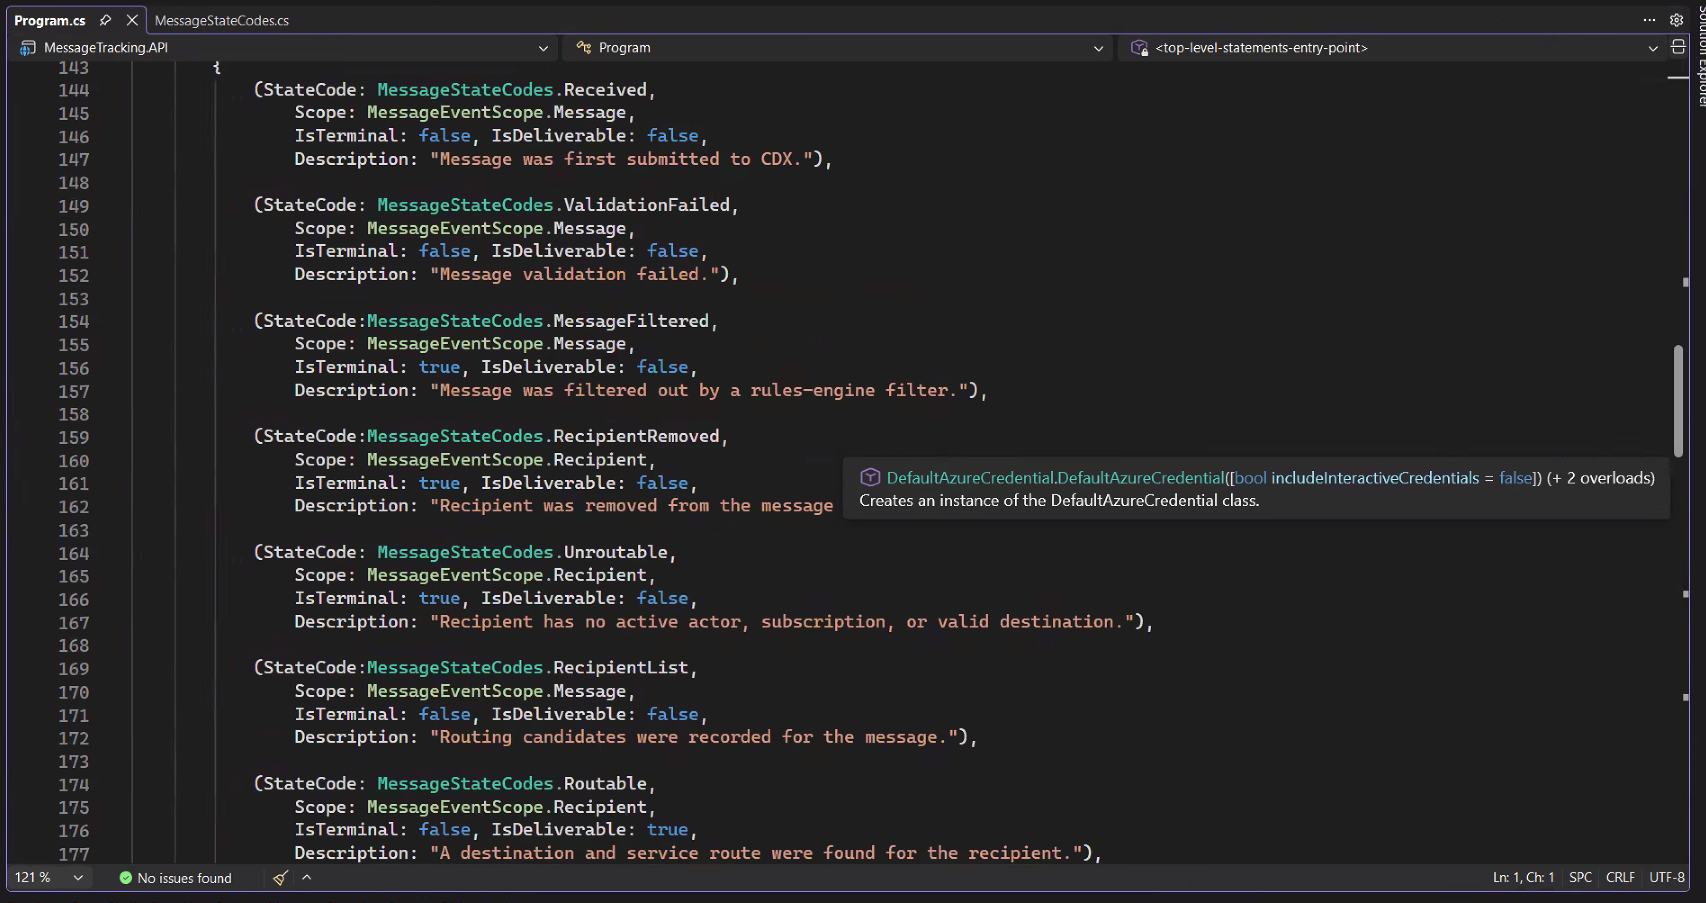 Program.cs
MessageStateCodes.cs
MessageTracking.API
Program
<top-level-statements-entry-point>
Solution Explorer
143 {
144 (StateCode: MessageStateCodes.Received,
145 Scope: MessageEventScope.Message,
146 IsTerminal: false, IsDeliverable: false,
147 Description: "Message was first submitted to CDX."),
148
149 (StateCode: MessageStateCodes.ValidationFailed,
150 Scope: MessageEventScope.Message,
151 IsTerminal: false, IsDeliverable: false,
152 Description: "Message validation failed."),
153
154 (StateCode:MessageStateCodes.MessageFiltered,
155 Scope: MessageEventScope.Message,
156 IsTerminal: true, IsDeliverable: false,
157 Description: "Message was filtered out by a rules-engine filter."),
158
159 (StateCode:MessageStateCodes.RecipientRemoved,
160 Scope: MessageEventScope.Recipient,
161 IsTerminal: true, IsDeliverable: false,
162 Description: "Recipient was removed from the message
DefaultAzureCredential.DefaultAzureCredential([bool includeInteractiveCredentials = false]) (+ 2 overloads)
Creates an instance of the DefaultAzureCredential class.
163
164 (StateCode: MessageStateCodes.Unroutable,
165 Scope: MessageEventScope.Recipient,
166 IsTerminal: true, IsDeliverable: false,
167 Description: "Recipient has no active actor, subscription, or valid destination."),
168
169 (StateCode:MessageStateCodes.RecipientList,
170 Scope: MessageEventScope.Message,
171 IsTerminal: false, IsDeliverable: false,
172 Description: "Routing candidates were recorded for the message."),
173
174 (StateCode: MessageStateCodes.Routable,
175 Scope: MessageEventScope.Recipient,
176 IsTerminal: false, IsDeliverable: true,
177 Description: "A destination and service route were found for the recipient."),
121 %
No issues found
Ln: 1, Ch: 1
SPC
CRLF
UTF-8